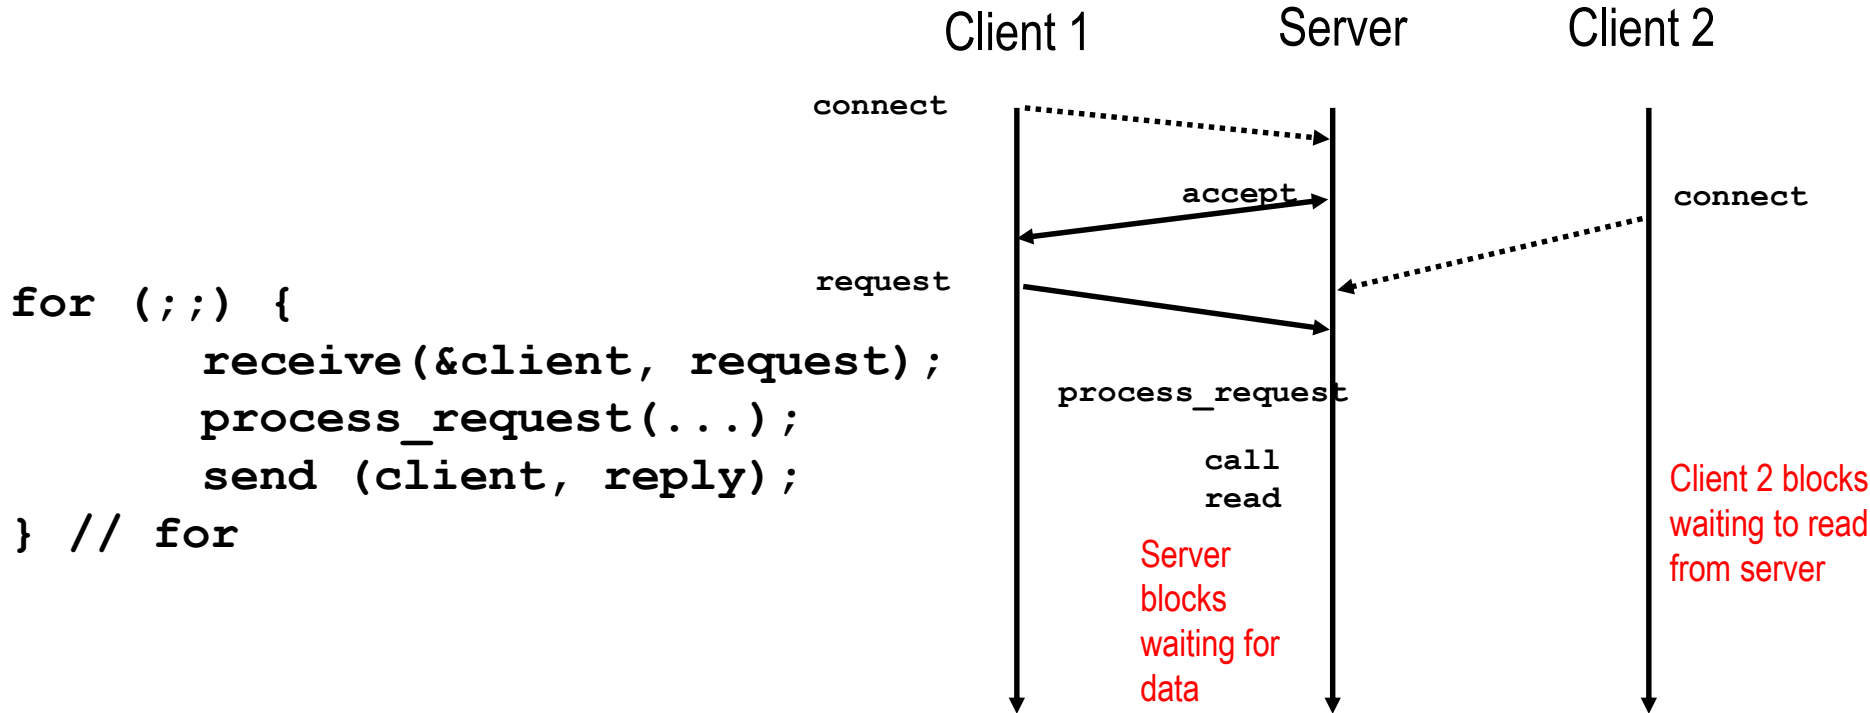 Client 1
Server
Client 2
connect
accept
connect
request
for (;;) {
receive(&client, request);
process_request(...);
send (client, reply);
} // for
process_request
call
read
Server
blocks
waiting for
data
Client 2 blocks
waiting to read
from server